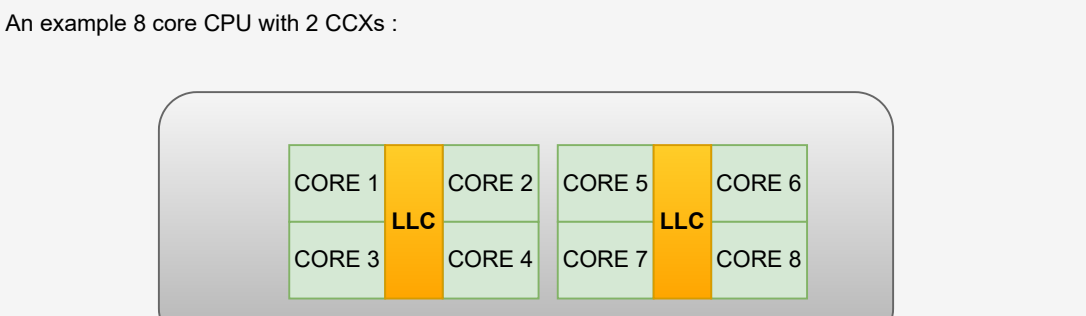 An example 8 core CPU with 2 CCXs :
CORE 1 CORE 2 CORE 5 CORE 6
LLC LLC
CORE 3 CORE 4 CORE 7 CORE 8